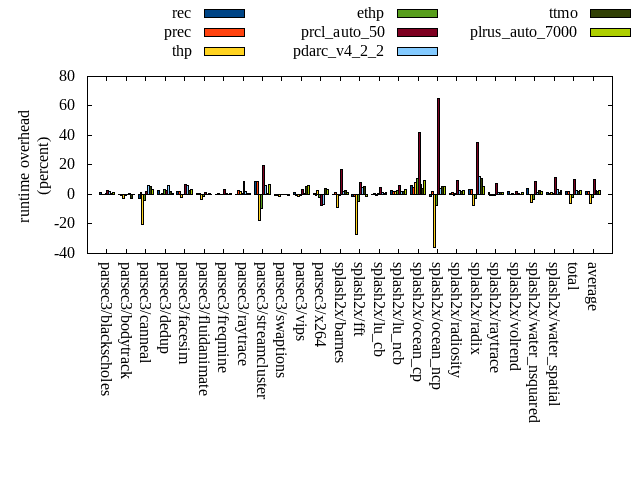 rec ethp ttmo
prec prcl_auto_50 plrus_auto_7000
thp pdarc_v4_2_2
runtime overhead
(percent)
80
60
40
20
0
-20
-40
parsec3/blackscholes
parsec3/bodytrack
parsec3/canneal
parsec3/dedup
parsec3/facesim
parsec3/fluidanimate
parsec3/freqmine
parsec3/raytrace
parsec3/streamcluster
parsec3/swaptions
parsec3/vips
parsec3/x264
splash2x/barnes
splash2x/fft
splash2x/lu_cb
splash2x/lu_ncb
splash2x/ocean_cp
splash2x/ocean_ncp
splash2x/radiosity
splash2x/radix
splash2x/raytrace
splash2x/volrend
splash2x/water_nsquared
splash2x/water_spatial
total
average